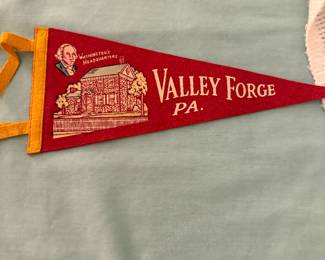 WASHINGTON'S
HEADQUARTERS
VALLEY FORGE
PA.